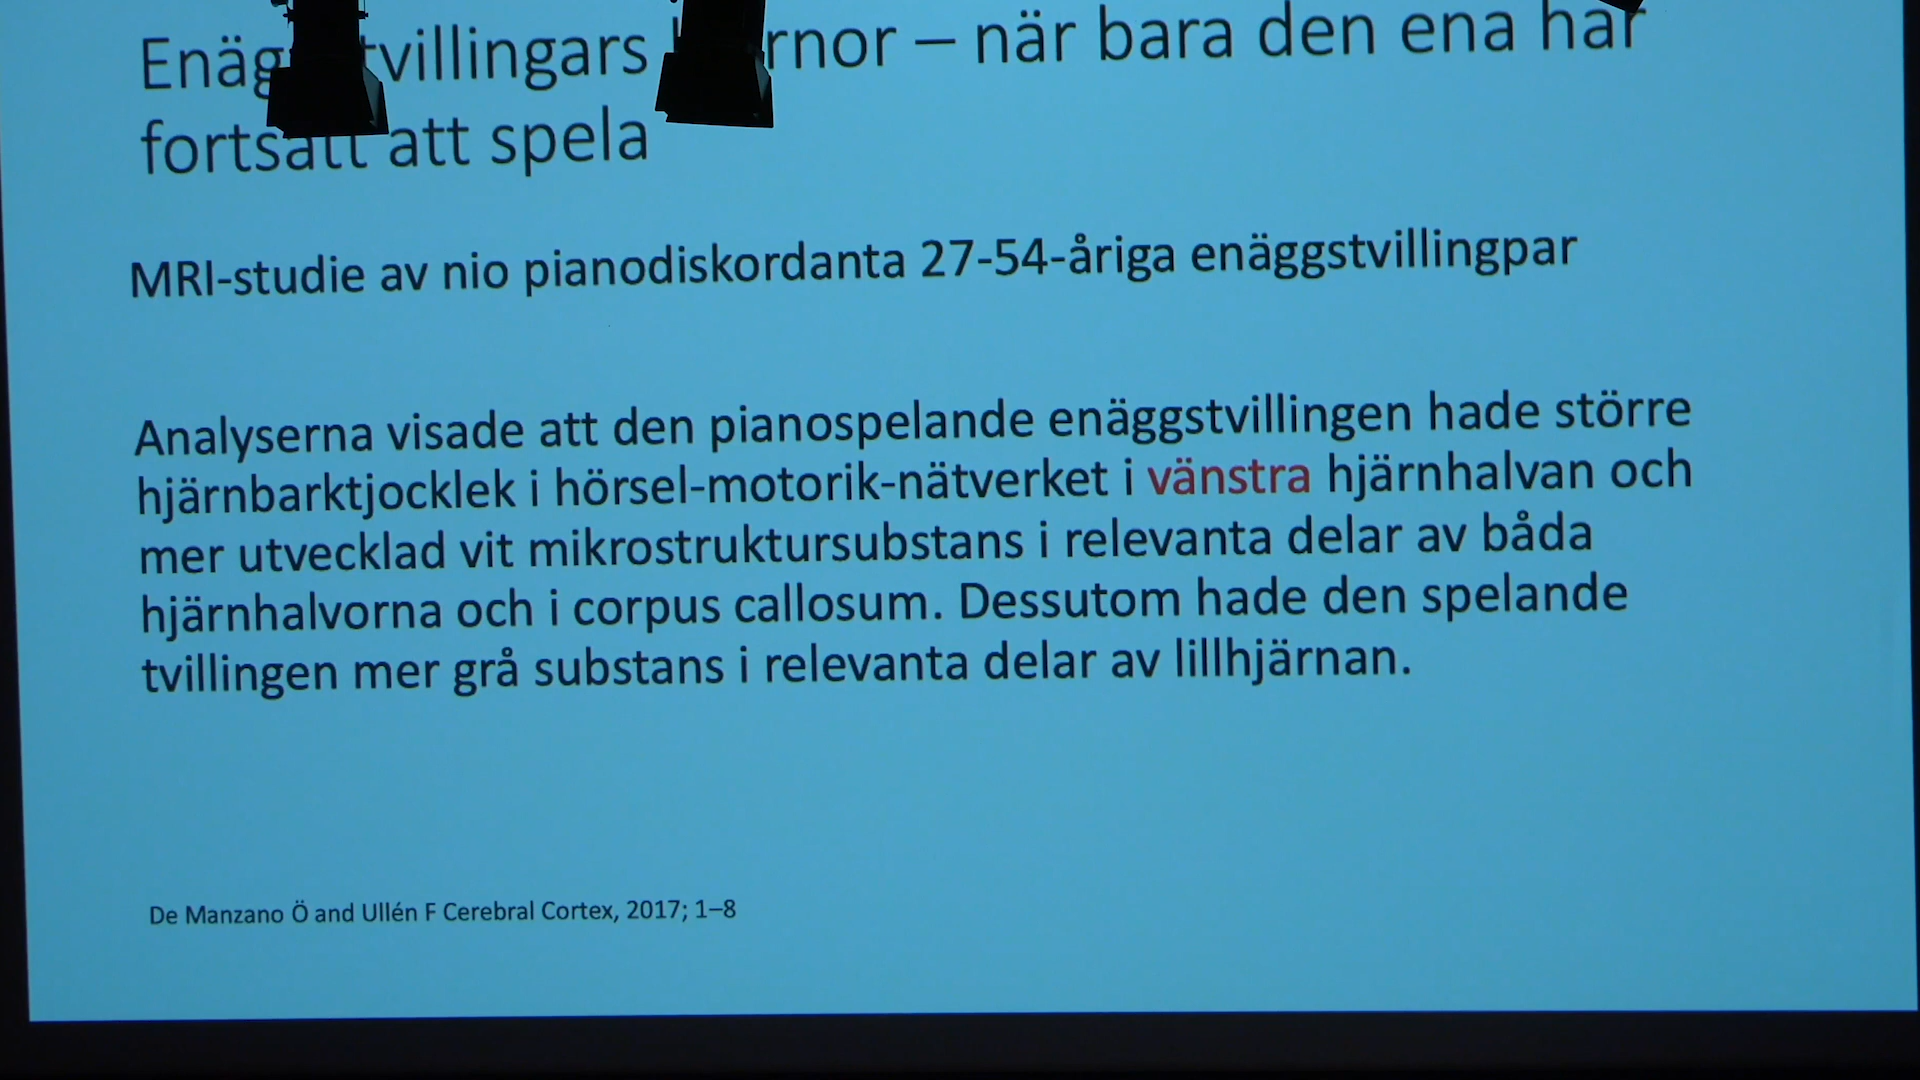 tvillingars – när bara den ena har
fortsatt att spela
MRI-studie av nio pianodiskordanta 27-54-åriga enäggstvillingpar
Analyserna visade att den pianospelande enäggstvillingen hade större
hjärnbarktjocklek i hörsel-motorik-nätverket i vänstra hjärnhalvan och
mer utvecklad vit mikrostruktursubstans i relevanta delar av båda
hjärnhalvorna och i corpus callosum. Dessutom hade den spelande
tvillingen mer grå substans i relevanta delar av lillhjärnan.
De Manzano Ö and Ullén F Cerebral Cortex, 2017; 1–8